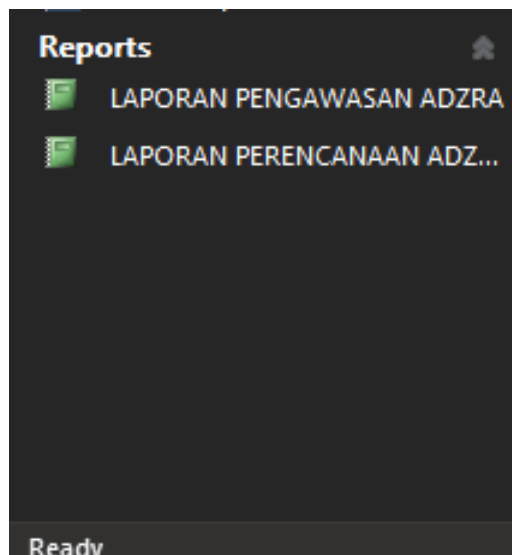 Reports
LAPORAN PENGAWASAN ADZRA
LAPORAN PERENCANAAN ADZ...
Ready